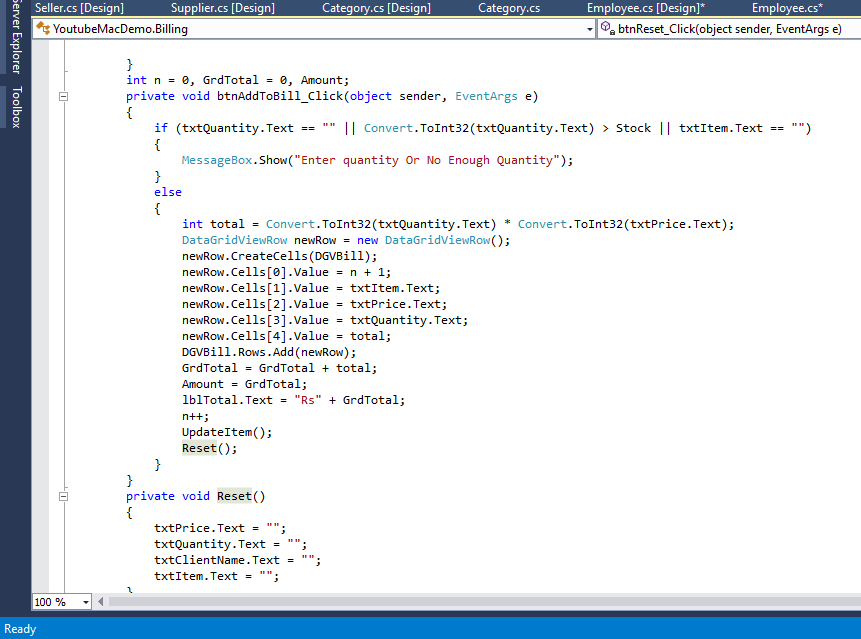 Seller.cs [Design] Supplier.cs [Design] Category.cs [Design] Category.cs Employee.cs [Design]* Employee.cs*
Server Explorer
Toolbox
YoutubeMacDemo.Billing btnReset_Click(object sender, EventArgs e)
}
int n = 0, GrdTotal = 0, Amount;
private void btnAddToBill_Click(object sender, EventArgs e)
{
if (txtQuantity.Text == "" || Convert.ToInt32(txtQuantity.Text) > Stock || txtItem.Text == "")
{
MessageBox.Show("Enter quantity Or No Enough Quantity");
}
else
{
int total = Convert.ToInt32(txtQuantity.Text) * Convert.ToInt32(txtPrice.Text);
DataGridViewRow newRow = new DataGridViewRow();
newRow.CreateCells(DGVBill);
newRow.Cells[0].Value = n + 1;
newRow.Cells[1].Value = txtItem.Text;
newRow.Cells[2].Value = txtPrice.Text;
newRow.Cells[3].Value = txtQuantity.Text;
newRow.Cells[4].Value = total;
DGVBill.Rows.Add(newRow);
GrdTotal = GrdTotal + total;
Amount = GrdTotal;
lblTotal.Text = "Rs" + GrdTotal;
n++;
UpdateItem();
Reset();
}
}
private void Reset()
{
txtPrice.Text = "";
txtQuantity.Text = "";
txtClientName.Text = "";
txtItem.Text = "";
}
100 %
Ready